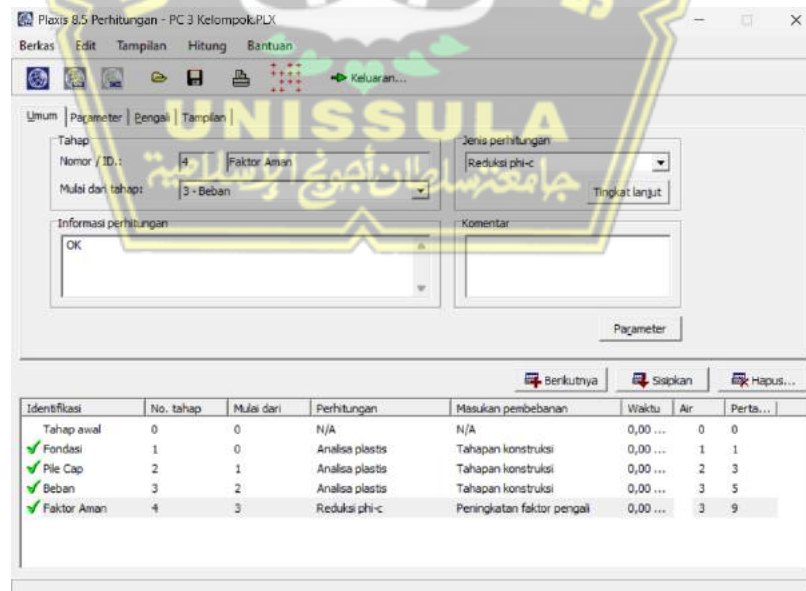 Plaxis 8.5 Perhitungan - PC 3 Kelompok.PLX
Berkas Edit Tampilan Hitung Bantuan
Keluaran...
UNISSULA
جامعتنسلطان أجونج الإسلامية
Umum Parameter Pengali Tampilan
Tahap
Nomor / ID.: 4 Faktor Aman
Mulai dari tahap: 3 - Beban
Jenis perhitungan
Reduksi phi-c
Tingkat lanjut
Informasi perhitungan
OK
Komentar
Parameter
Berikutnya Sisipkan Hapus...
Identifikasi No. tahap Mulai dari Perhitungan Masukan pembebanan Waktu Air Perta...
Tahap awal 0 0 N/A N/A 0,00 ... 0 0
Fondasi 1 0 Analisa plastis Tahapan konstruksi 0,00 ... 1 1
Pile Cap 2 1 Analisa plastis Tahapan konstruksi 0,00 ... 2 3
Beban 3 2 Analisa plastis Tahapan konstruksi 0,00 ... 3 5
Faktor Aman 4 3 Reduksi phi-c Peningkatan faktor pengali 0,00 ... 3 9